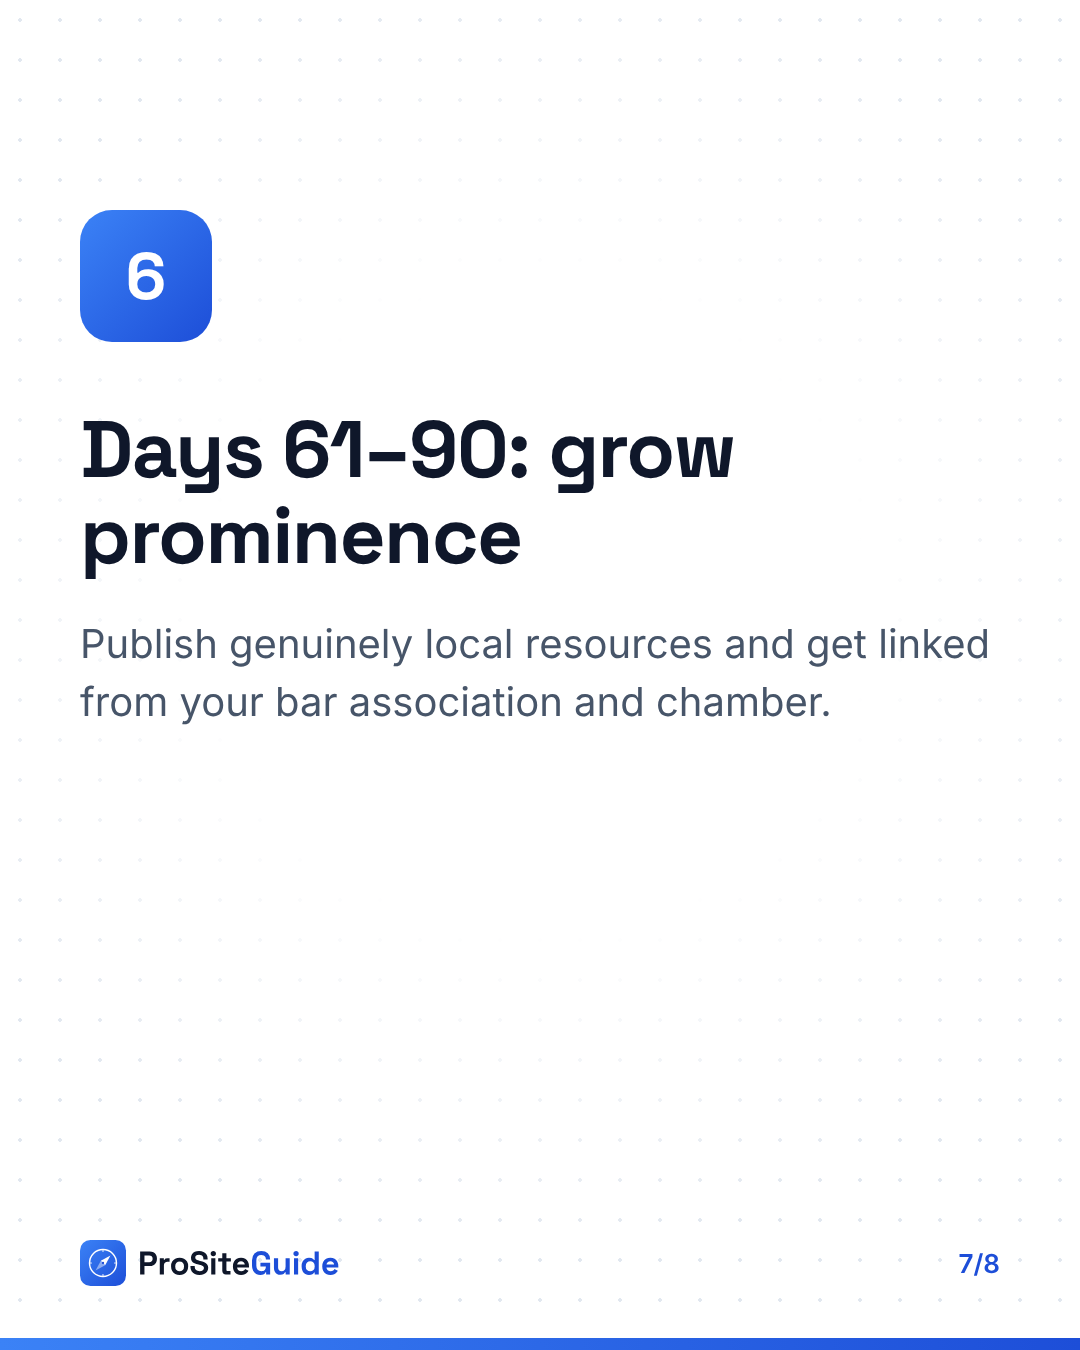 6
Days 61–90: grow
prominence
Publish genuinely local resources and get linked
from your bar association and chamber.
ProSiteGuide
7/8